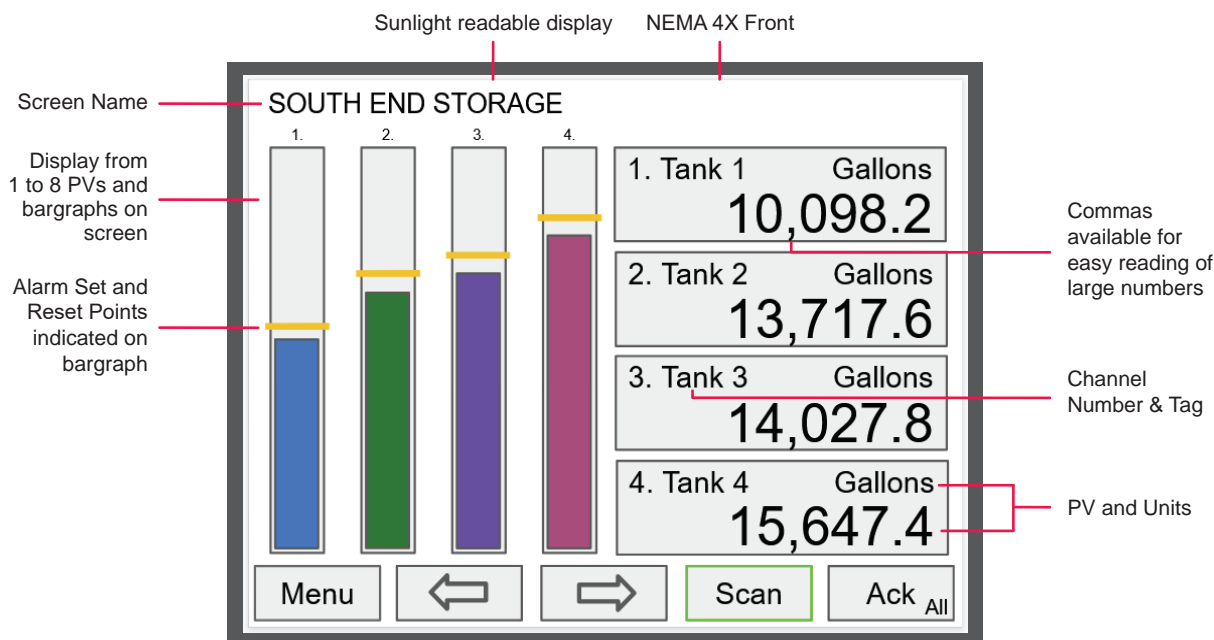 Sunlight readable display
NEMA 4X Front
Screen Name
SOUTH END STORAGE
1.
2.
3.
4.
Display from
1 to 8 PVs and
bargraphs on
screen
Alarm Set and
Reset Points
indicated on
bargraph
1. Tank 1 Gallons
10,098.2
2. Tank 2 Gallons
13,717.6
3. Tank 3 Gallons
14,027.8
4. Tank 4 Gallons
15,647.4
Commas
available for
easy reading of
large numbers
Channel
Number & Tag
PV and Units
Menu
Scan
Ack All